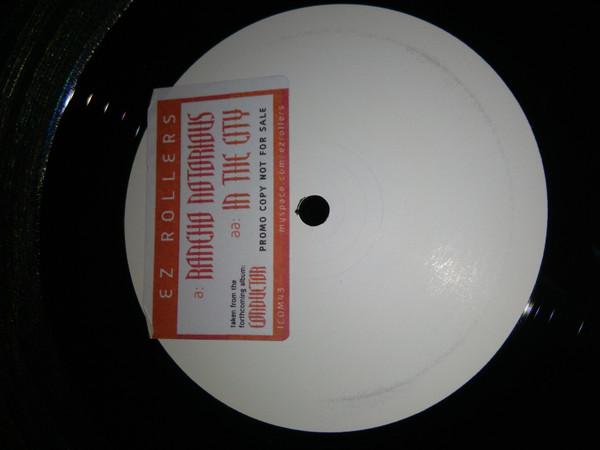 EZ ROLLERS
a: RANCHO NOTORIOUS
aa: IN THE CITY
taken from the
forthcoming album:
CONDUCTOR
PROMO COPY NOT FOR SALE
ICOM43
myspace.com/ezrollers